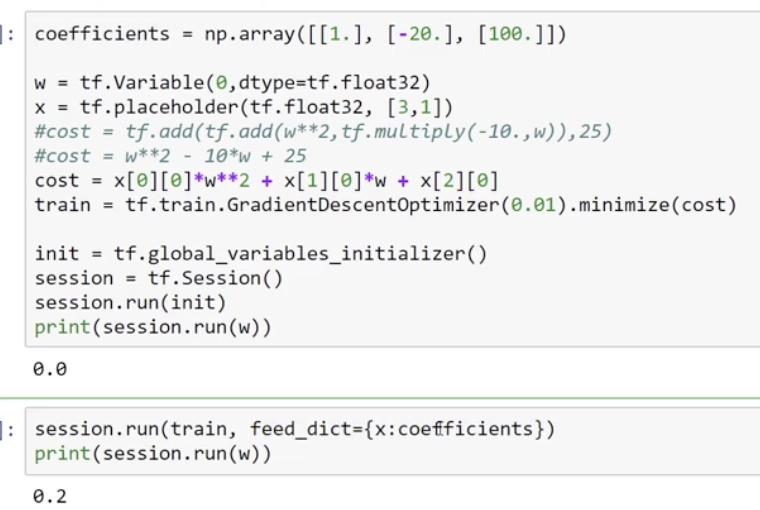 ]: coefficients = np.array([[1.], [-20.], [100.]])
w = tf.Variable(0,dtype=tf.float32)
x = tf.placeholder(tf.float32, [3,1])
#cost = tf.add(tf.add(w**2,tf.multiply(-10.,w)),25)
#cost = w**2 - 10*w + 25
cost = x[0][0]*w**2 + x[1][0]*w + x[2][0]
train = tf.train.GradientDescentOptimizer(0.01).minimize(cost)
init = tf.global_variables_initializer()
session = tf.Session()
session.run(init)
print(session.run(w))
0.0
]: session.run(train, feed_dict={x:coefficients})
print(session.run(w))
0.2